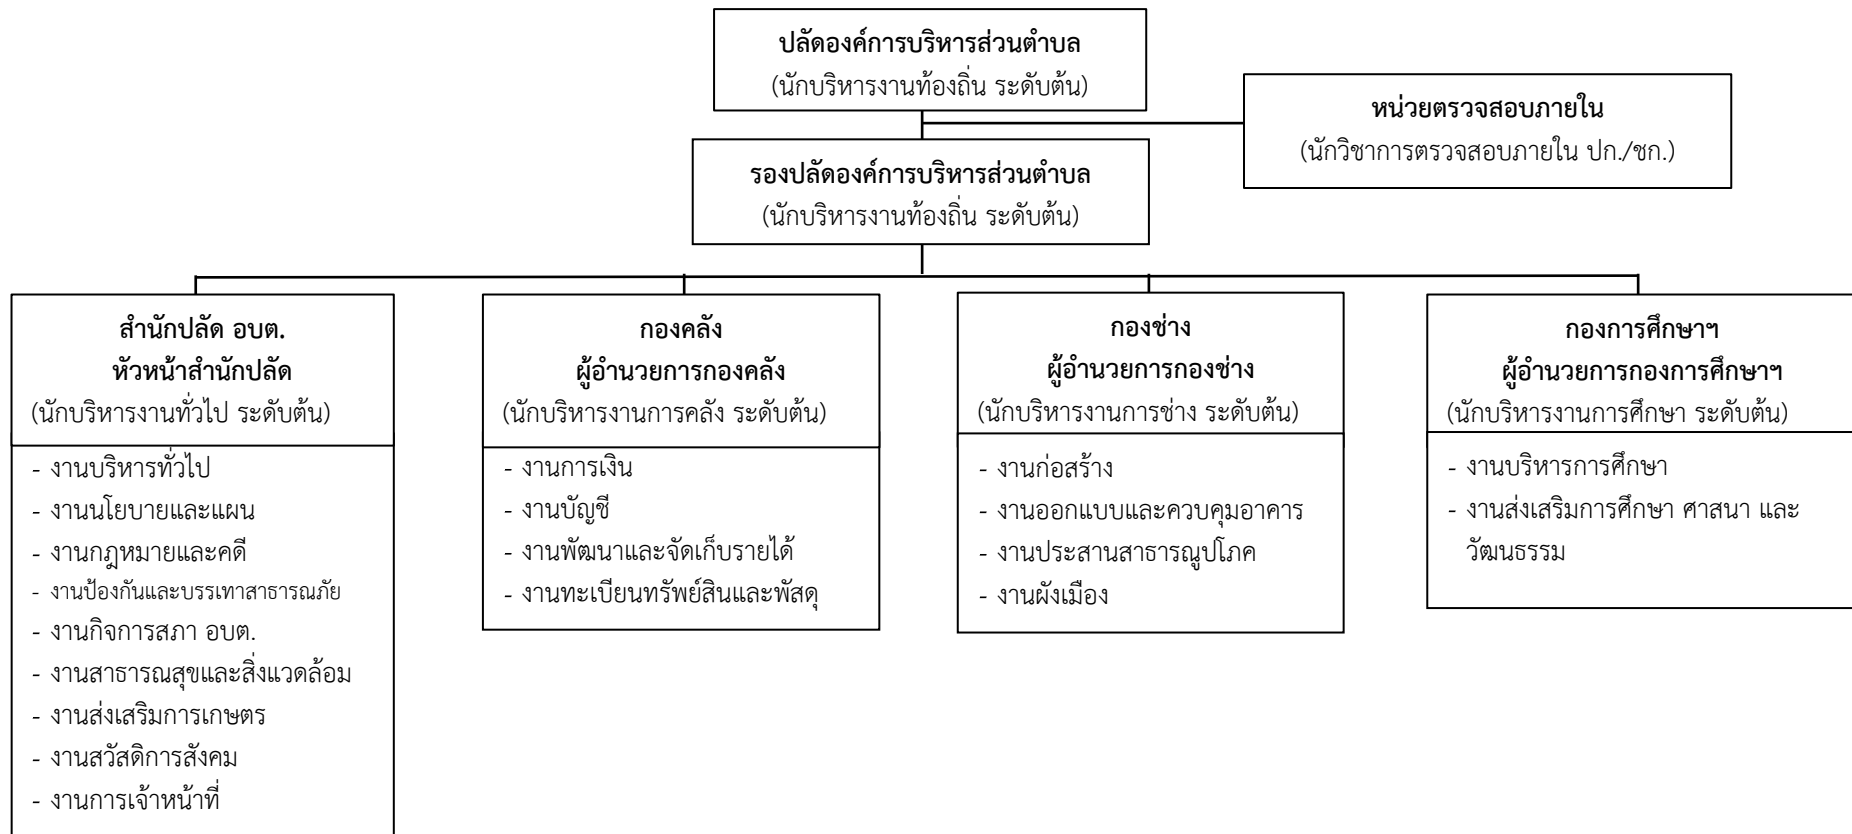 ปลัดองค์การบริหารส่วนตำบล
(นักบริหารงานท้องถิ่น ระดับต้น)
หน่วยตรวจสอบภายใน
(นักวิชาการตรวจสอบภายใน ปก./ชก.)
รองปลัดองค์การบริหารส่วนตำบล
(นักบริหารงานท้องถิ่น ระดับต้น)
สำนักปลัด อบต.
หัวหน้าสำนักปลัด
(นักบริหารงานทั่วไป ระดับต้น)
- งานบริหารทั่วไป
- งานนโยบายและแผน
- งานกฎหมายและคดี
- งานป้องกันและบรรเทาสาธารณภัย
- งานกิจการสภา อบต.
- งานสาธารณสุขและสิ่งแวดล้อม
- งานส่งเสริมการเกษตร
- งานสวัสดิการสังคม
- งานการเจ้าหน้าที่
กองคลัง
ผู้อำนวยการกองคลัง
(นักบริหารงานการคลัง ระดับต้น)
- งานการเงิน
- งานบัญชี
- งานพัฒนาและจัดเก็บรายได้
- งานทะเบียนทรัพย์สินและพัสดุ
กองช่าง
ผู้อำนวยการกองช่าง
(นักบริหารงานการช่าง ระดับต้น)
- งานก่อสร้าง
- งานออกแบบและควบคุมอาคาร
- งานประสานสาธารณูปโภค
- งานผังเมือง
กองการศึกษาฯ
ผู้อำนวยการกองการศึกษาฯ
(นักบริหารงานการศึกษา ระดับต้น)
- งานบริหารการศึกษา
- งานส่งเสริมการศึกษา ศาสนา และ
วัฒนธรรม